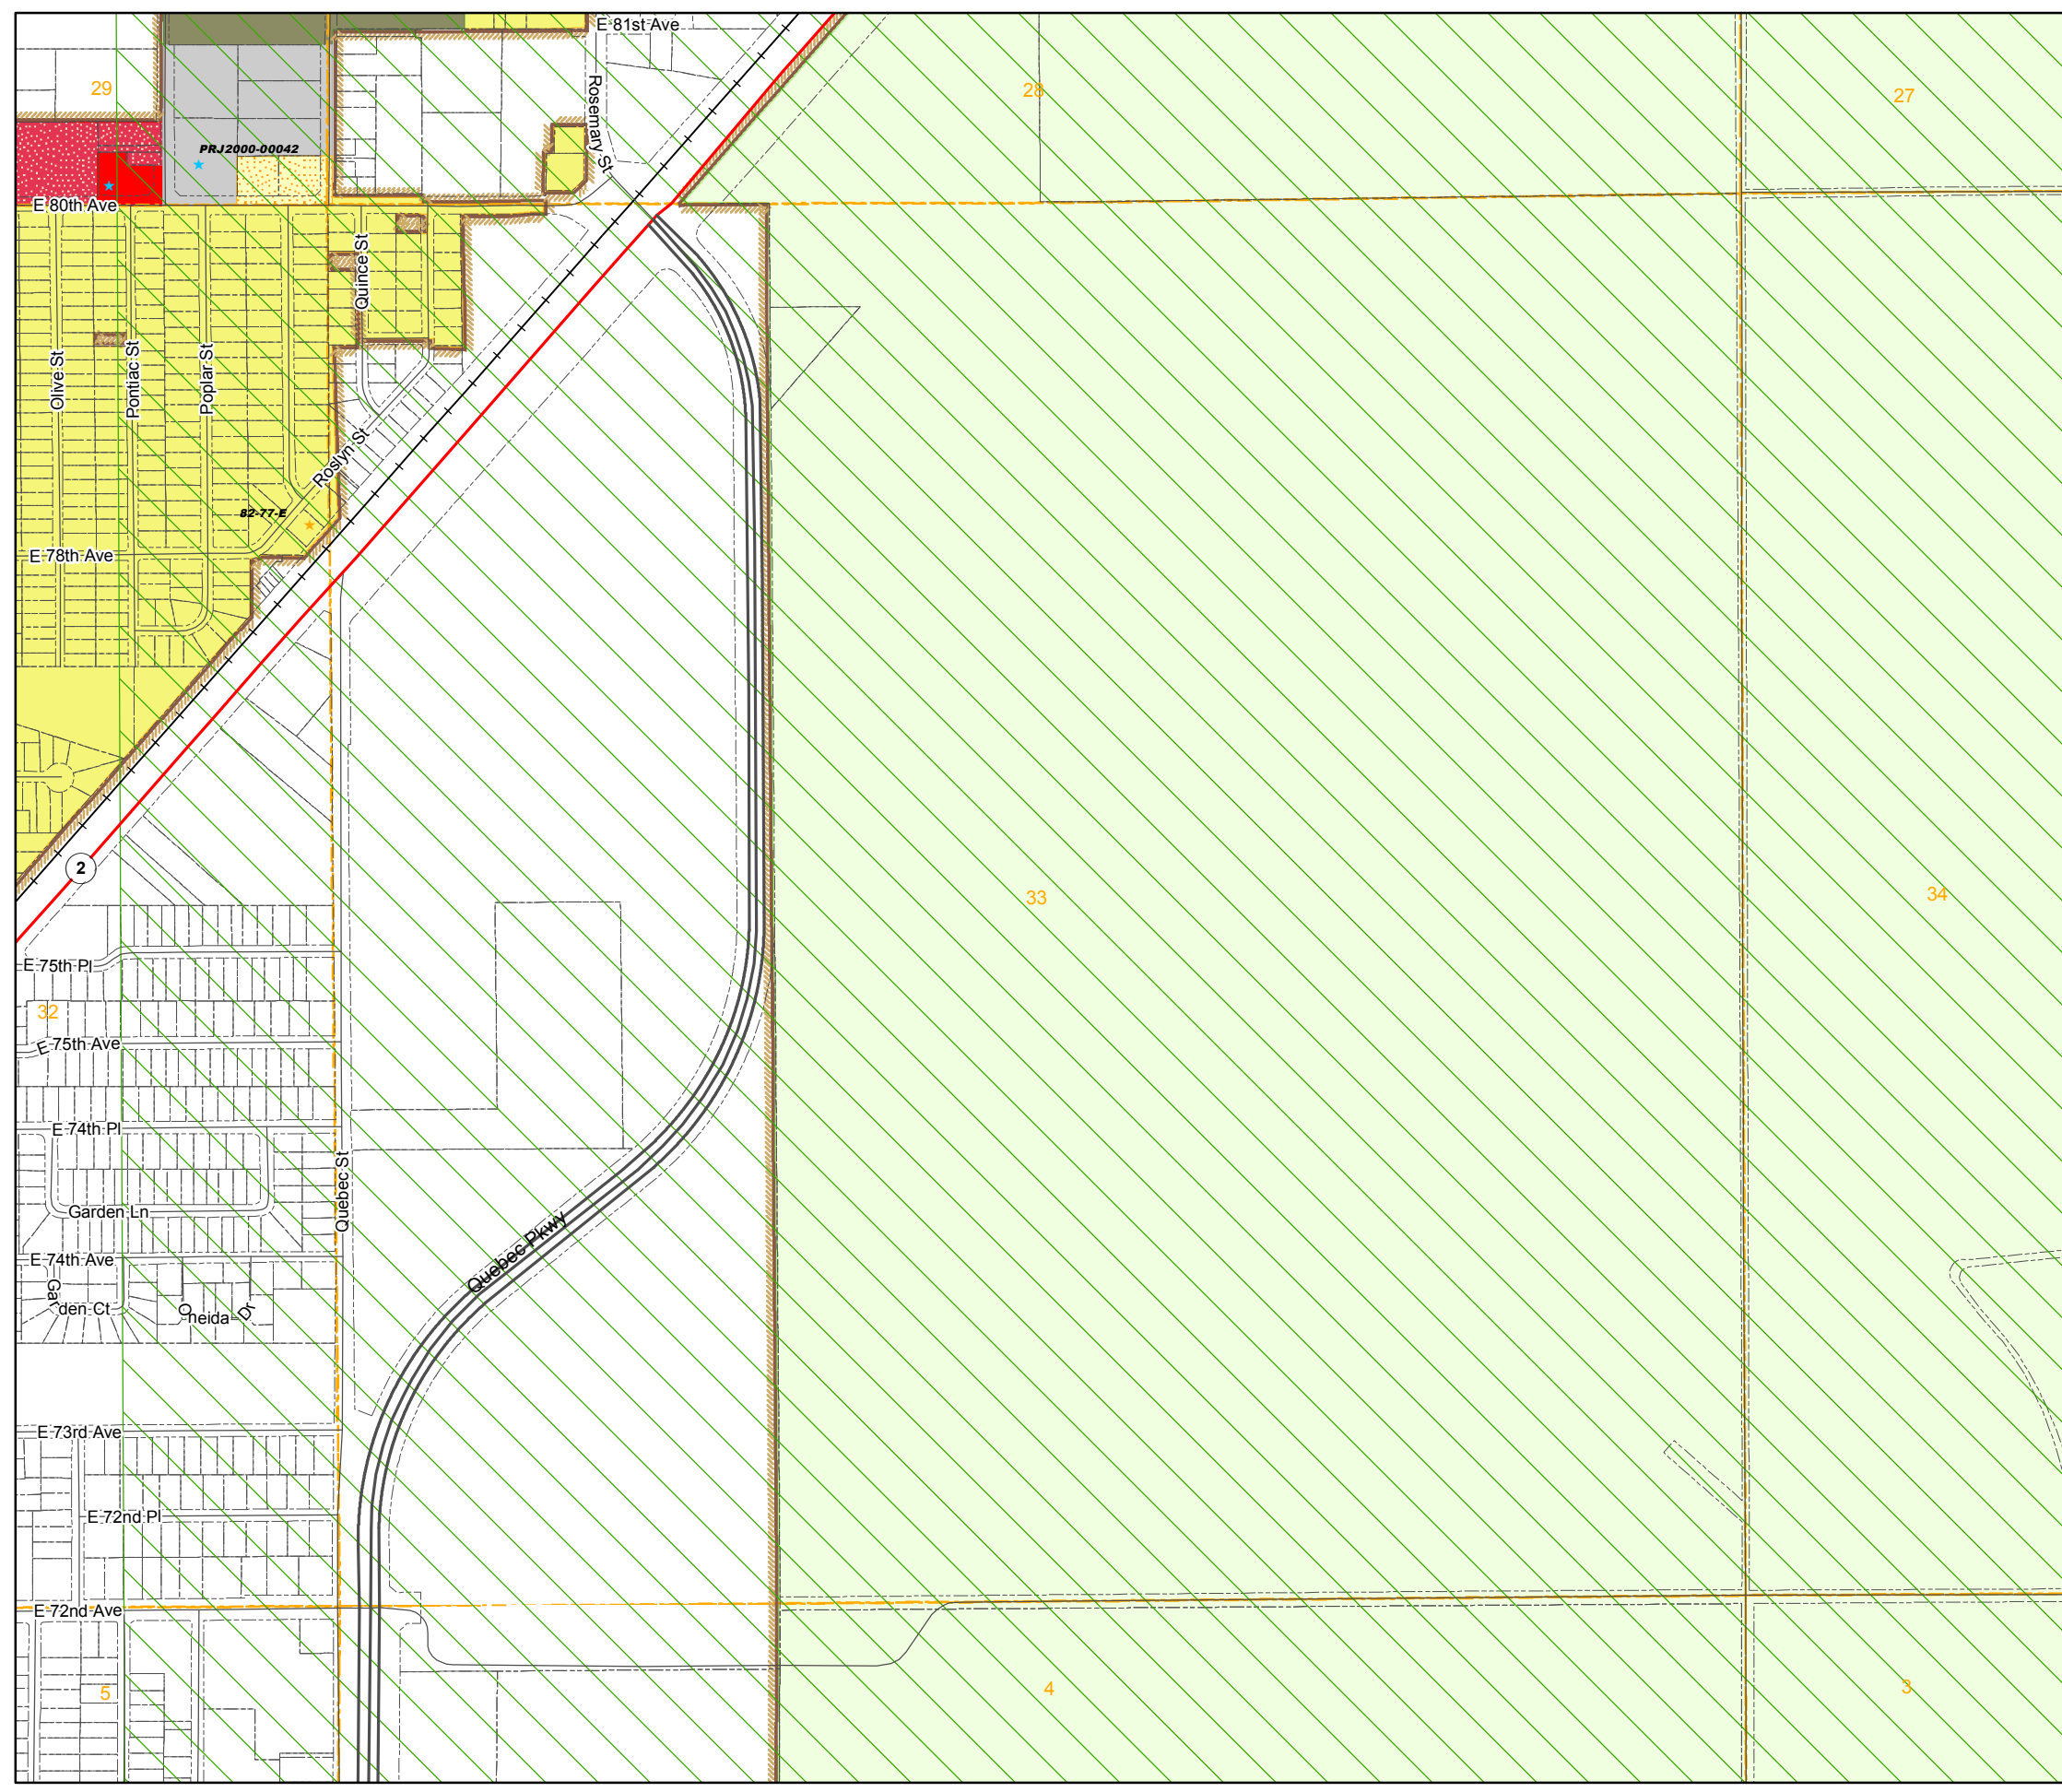 E 81st Ave
29
28
27
Rosemary St
PRJ2000-00042
E 80th Ave
Quince St
Olive St
Pontiac St
Poplar St
Roslyn St
82-77-E
E 78th Ave
2
33
34
E 75th Pl
32
E 75th Ave
E 74th Pl
Quebec St
Garden Ln
Quebec Pkwy
E 74th Ave
Garden Ct
Oneida Dr
E 73rd Ave
E 72nd Pl
E 72nd Ave
5
4
3